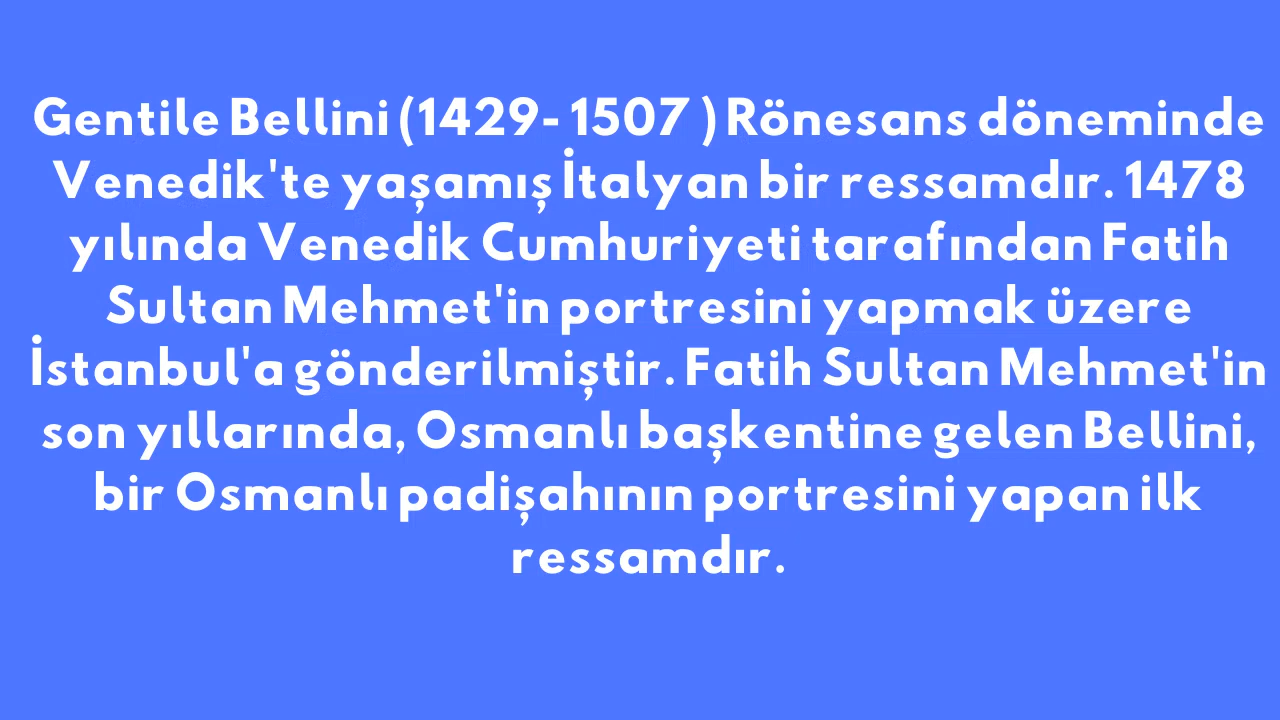 Gentile Bellini (1429- 1507 ) Rönesans döneminde
Venedik'te yaşamış İtalyan bir ressamdır. 1478
yılında Venedik Cumhuriyeti tarafından Fatih
Sultan Mehmet'in portresini yapmak üzere
İstanbul'a gönderilmiştir. Fatih Sultan Mehmet'in
son yıllarında, Osmanlı başkentine gelen Bellini,
bir Osmanlı padişahının portresini yapan ilk
ressamdır.